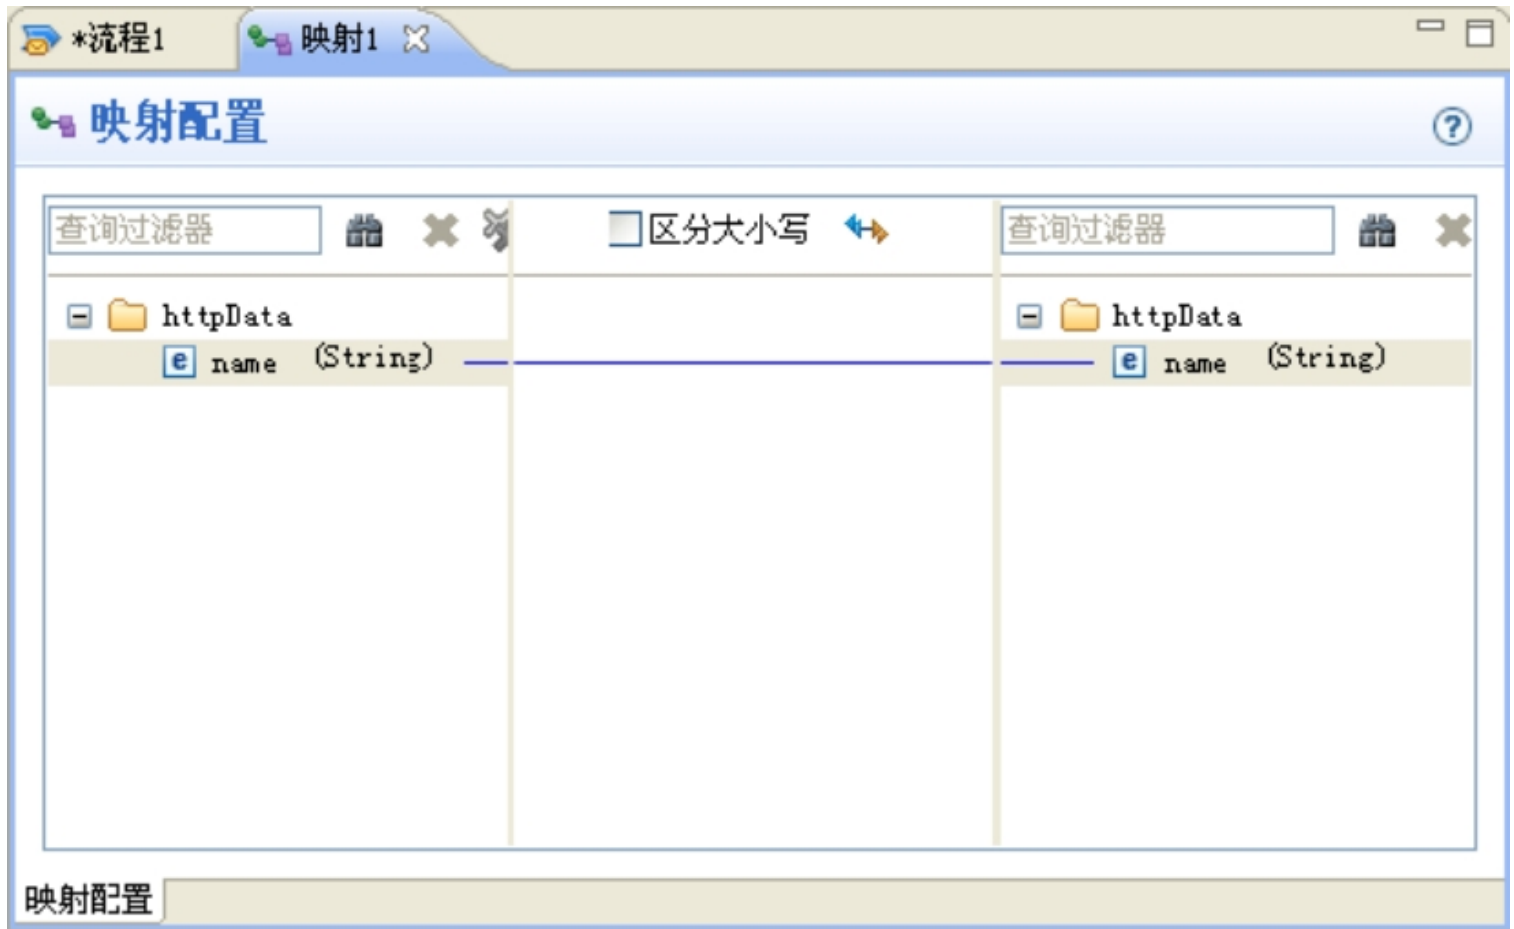 *流程1 映射1
映射配置
查询过滤器 区分大小写 查询过滤器
httpData httpData
name (String) name (String)
映射配置